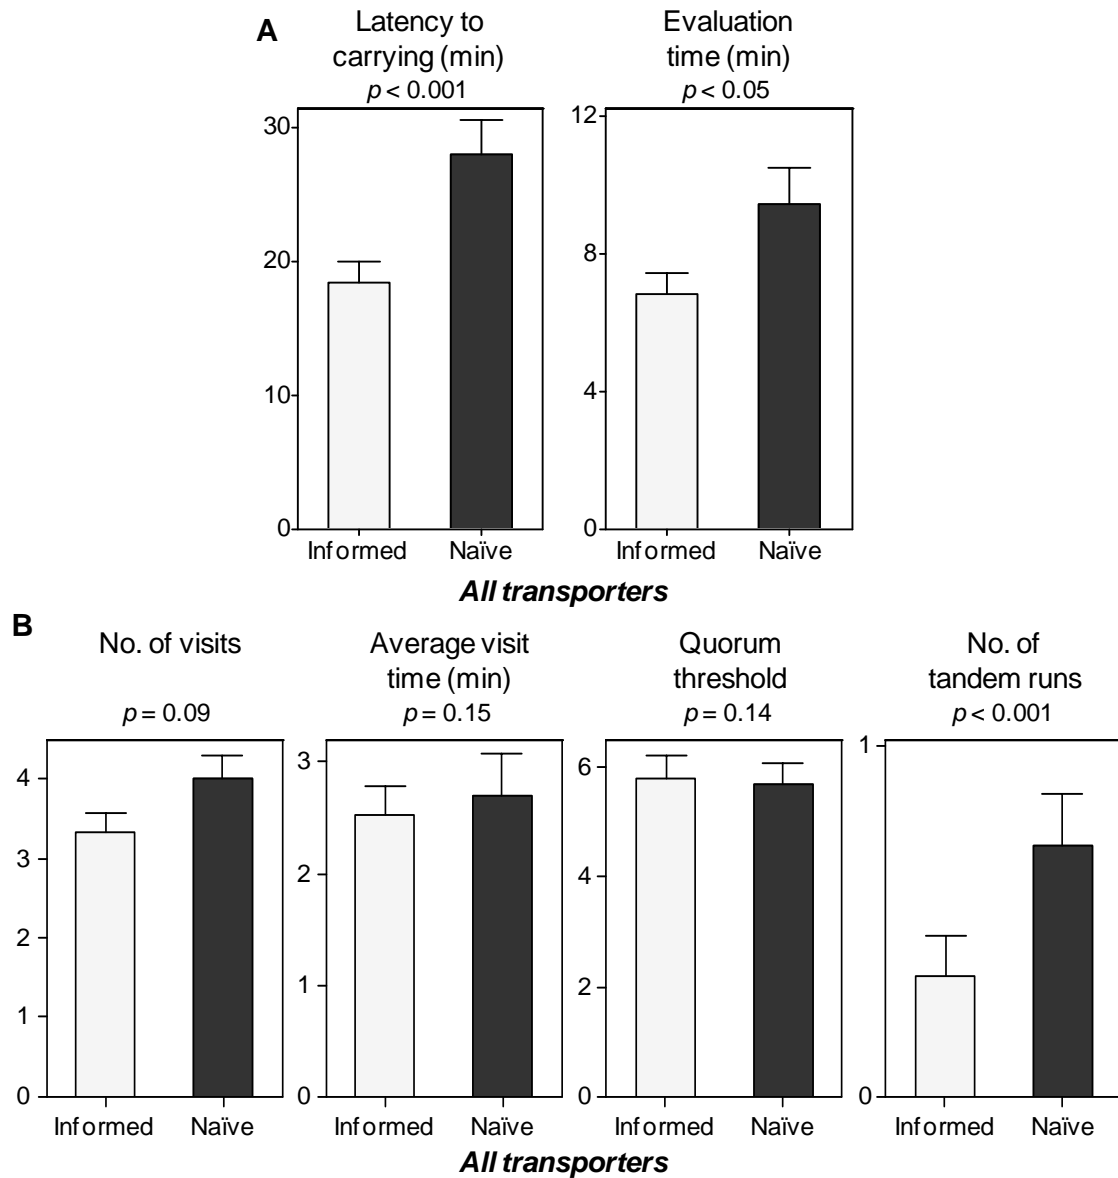 A
Latency to
carrying (min)
p < 0.001
30
20
10
0
Informed Naïve
Evaluation
time (min)
p < 0.05
12
8
4
0
Informed Naïve
All transporters
B
No. of visits
p = 0.09
4
3
2
1
0
Informed Naïve
Average visit
time (min)
p = 0.15
3
2
1
0
Informed Naïve
Quorum
threshold
p = 0.14
6
4
2
0
Informed Naïve
No. of
tandem runs
p < 0.001
1
0
Informed Naïve
All transporters